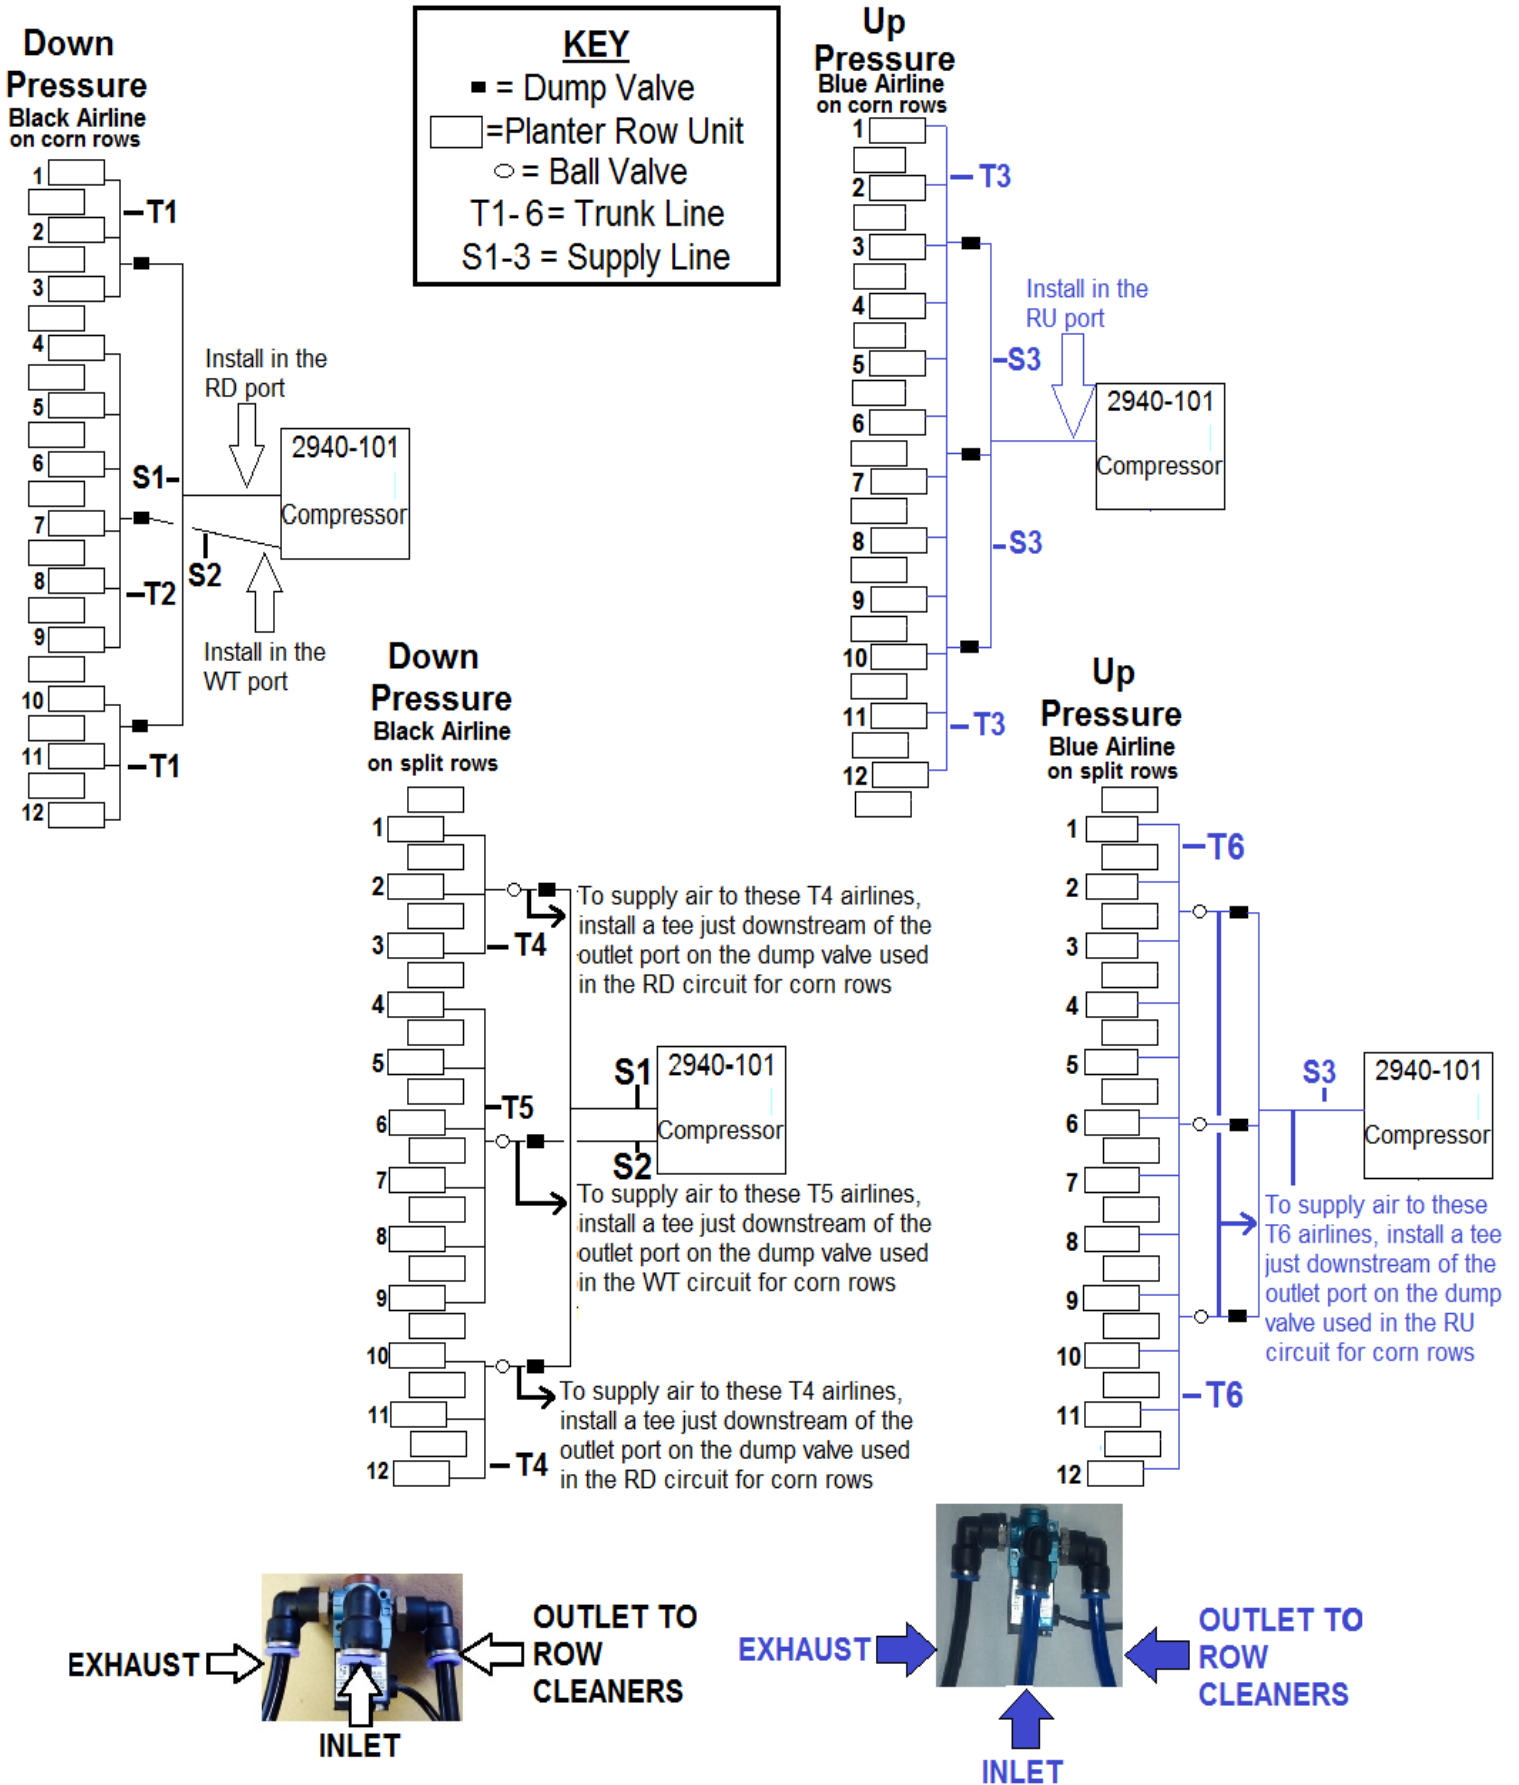 Down
Pressure
Black Airline
on corn rows
1
2
3
4
5
6
7
8
9
10
11
12
T1
T2
T1
S1
S2
Install in the
RD port
2940-101
Compressor
Install in the
WT port
KEY
= Dump Valve
=Planter Row Unit
= Ball Valve
T1-6= Trunk Line
S1-3 = Supply Line
Up
Pressure
Blue Airline
on corn rows
1
2
3
4
5
6
7
8
9
10
11
12
T3
T3
S3
S3
Install in the
RU port
2940-101
Compressor
Down
Pressure
Black Airline
on split rows
1
2
3
4
5
6
7
8
9
10
11
12
T4
T5
T4
To supply air to these T4 airlines,
install a tee just downstream of the
outlet port on the dump valve used
in the RD circuit for corn rows
S1
S2
2940-101
Compressor
To supply air to these T5 airlines,
install a tee just downstream of the
outlet port on the dump valve used
in the WT circuit for corn rows
To supply air to these T4 airlines,
install a tee just downstream of the
outlet port on the dump valve used
in the RD circuit for corn rows
Up
Pressure
Blue Airline
on split rows
1
2
3
4
5
6
7
8
9
10
11
12
T6
T6
S3
2940-101
Compressor
To supply air to these
T6 airlines, install a tee
just downstream of the
outlet port on the dump
valve used in the RU
circuit for corn rows
EXHAUST
INLET
OUTLET TO
ROW
CLEANERS
EXHAUST
INLET
OUTLET TO
ROW
CLEANERS